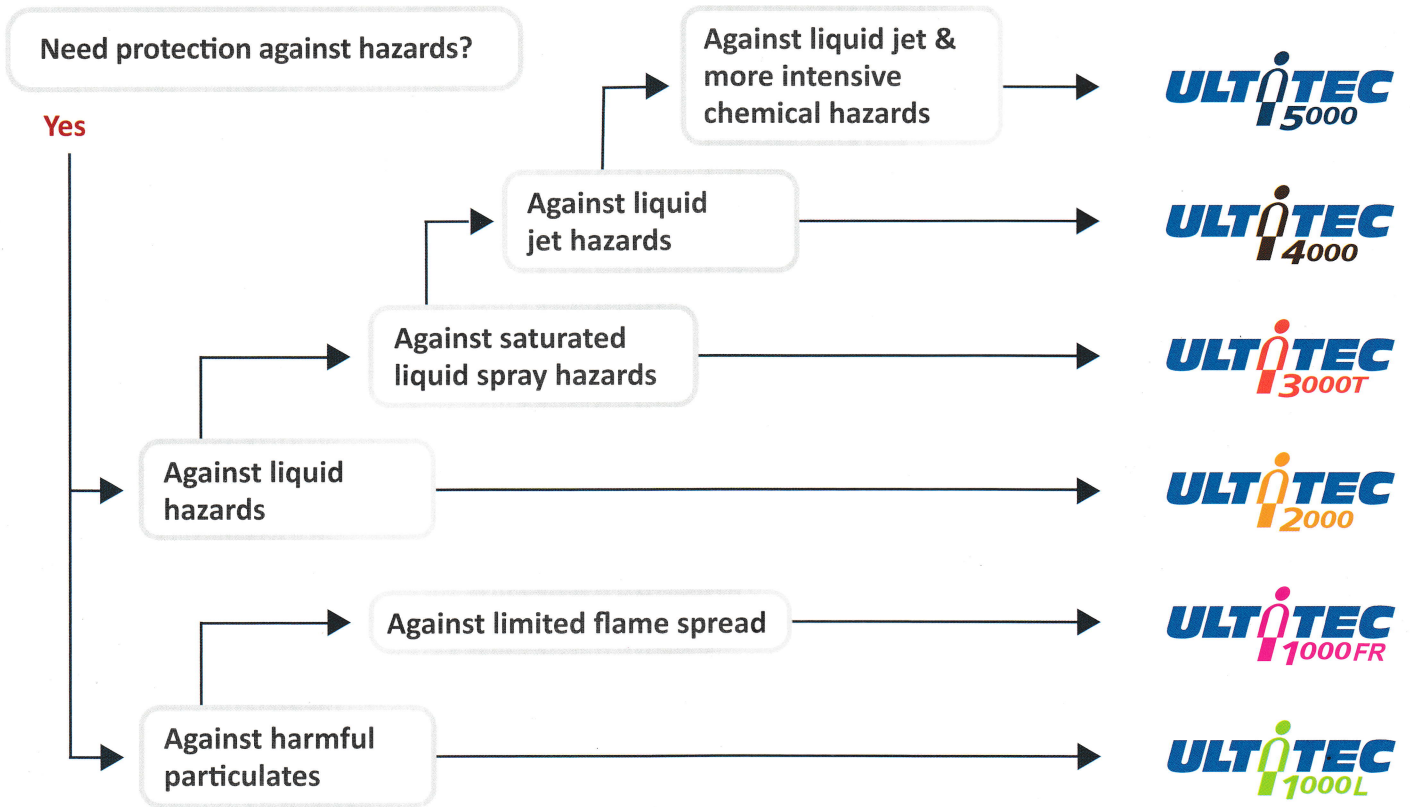 Need protection against hazards?
Yes
Against liquid jet &
more intensive
chemical hazards
ULTITEC
5000
Against liquid
jet hazards
ULTITEC
4000
Against saturated
liquid spray hazards
ULTITEC
3000T
Against liquid
hazards
ULTITEC
2000
Against limited flame spread
ULTITEC
1000FR
Against harmful
particulates
ULTITEC
1000L